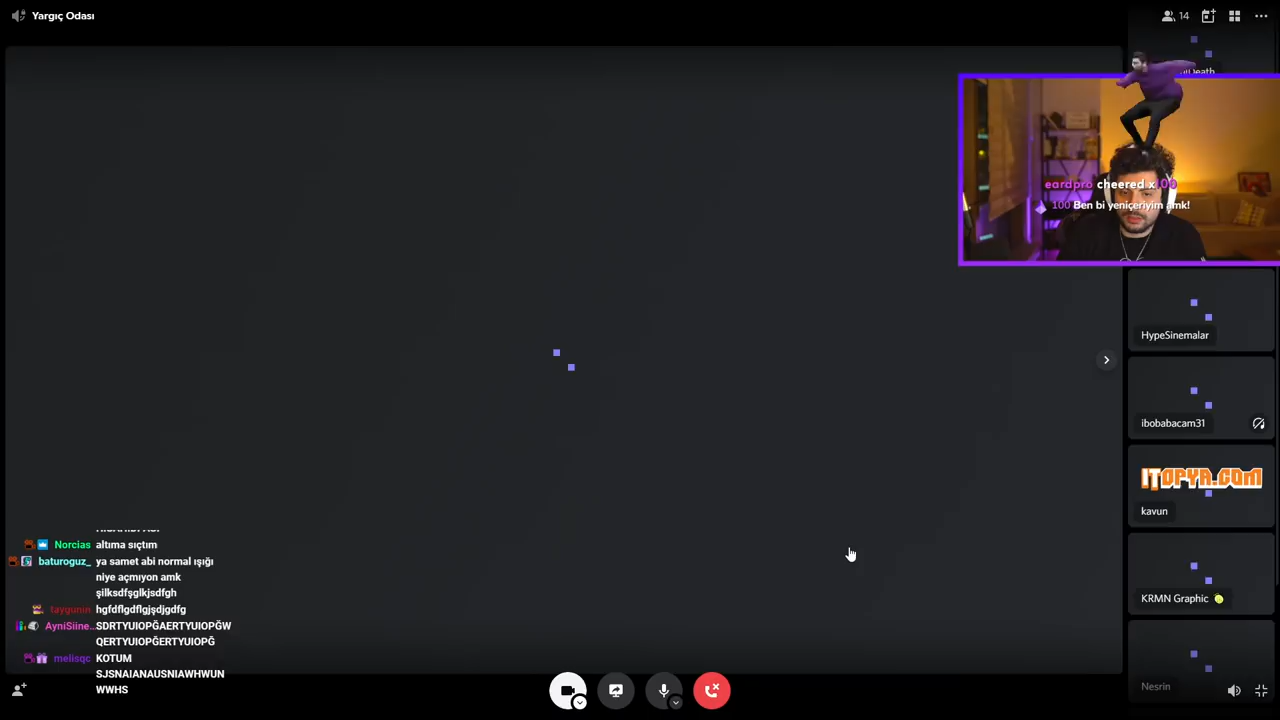 Yargıç Odası
14
Death
eardpro cheered x100
100 Ben bi yeniçeriyim amk!
HypeSinemalar
ibobabacam31
ITOPYA.COM
kavun
KRMN Graphic
Nesrin
Norcias altıma sıçtım
baturoguz_ ya samet abi normal ışığı
niye açmıyon amk
şilksdfşglkjsdfgh
taygunin hgfdflgdflgjşdjgdfg
AyniSiine... SDRTYUIOPĞAERTYUIOPĞW
QERTYUIOPĞERTYUIOPĞ
melisqc KOTUM
SJSNAIANAUSNIAWHWUN
WWHS